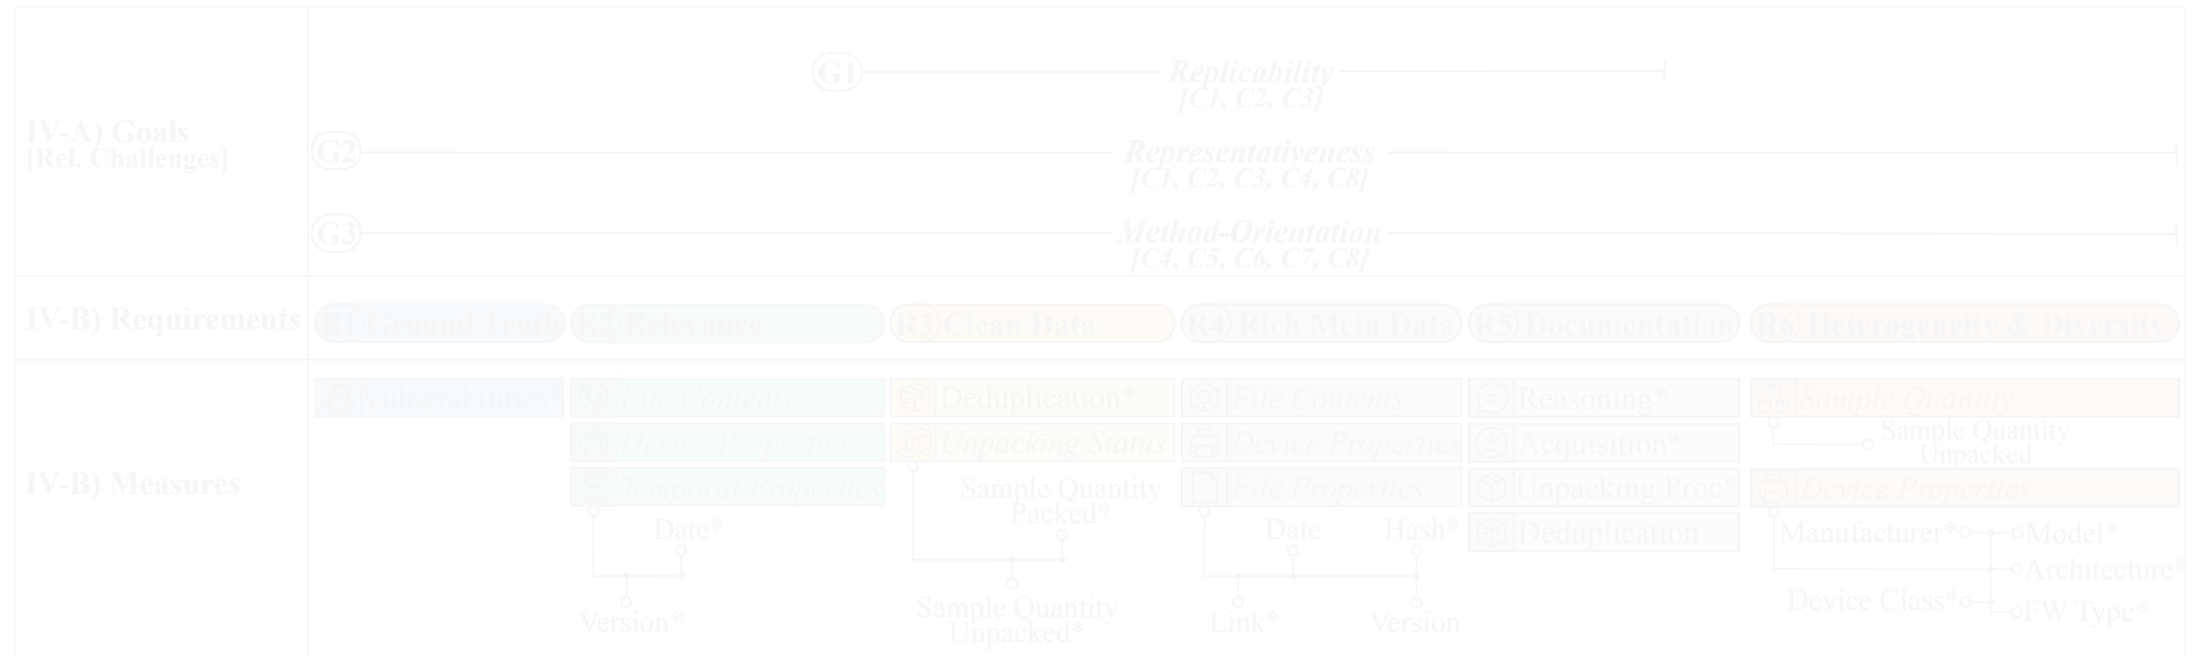 G1 Replicability
[C1, C2, C3]
IV-A) Goals
[Rel. Challenges]
G2 Representativeness
[C1, C2, C3, C4, C8]
G3 Method-Orientation
[C4, C5, C6, C7, C8]
IV-B) Requirements
R1) Ground Truth
R2) Relevance
R3) Clean Data
R4) Rich Meta Data
R5) Documentation
R6) Heterogeneity & Diversity
IV-B) Measures
Vulnerabilities*
File Contents
Device Properties
Temporal Properties
Date*
Version*
Deduplication*
Unpacking Status
Sample Quantity
Packed*
Sample Quantity
Unpacked*
File Contents
Device Properties
File Properties
Date
Hash*
Link*
Version
Reasoning*
Acquisition*
Unpacking Proc*
Deduplication
Sample Quantity
Sample Quantity
Unpacked
Device Properties
Manufacturer*
Model*
Architecture*
Device Class*
FW Type*